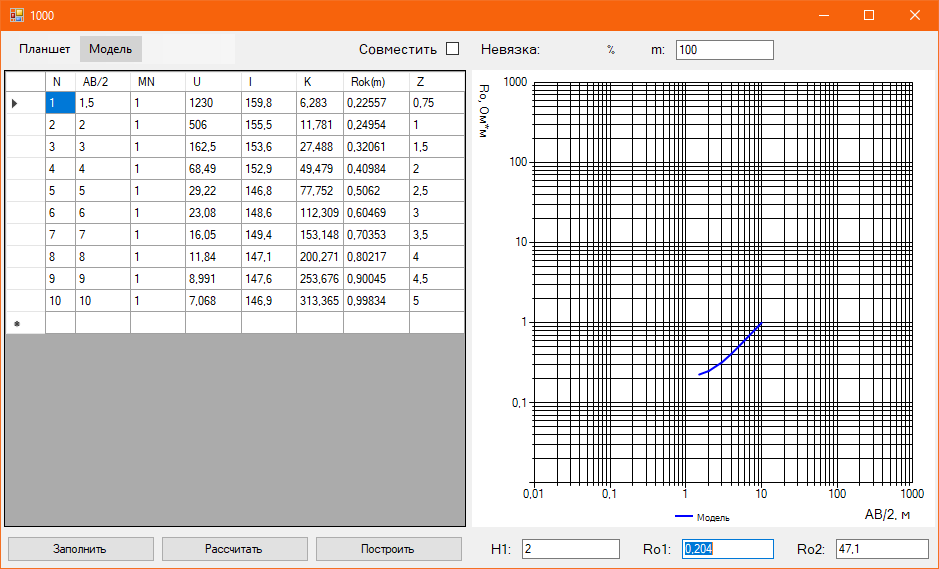 1000
Планшет Модель Совместить Невязка: % m: 100
N AB/2 MN U I K Rok(m) Z
1 1,5 1 1230 159,8 6,283 0,22557 0,75
2 2 1 506 155,5 11,781 0,24954 1
3 3 1 162,5 153,6 27,488 0,32061 1,5
4 4 1 68,49 152,9 49,479 0,40984 2
5 5 1 29,22 146,8 77,752 0,5062 2,5
6 6 1 23,08 148,6 112,309 0,60469 3
7 7 1 16,05 149,4 153,148 0,70353 3,5
8 8 1 11,84 147,1 200,271 0,80217 4
9 9 1 8,991 147,6 253,676 0,90045 4,5
10 10 1 7,068 146,9 313,365 0,99834 5
Ro, Ом*м
1000
100
10
1
0,1
0,01 0,1 1 10 100 1000
AB/2, м
Модель
Заполнить Рассчитать Построить H1: 2 Ro1: 0,204 Ro2: 47,1